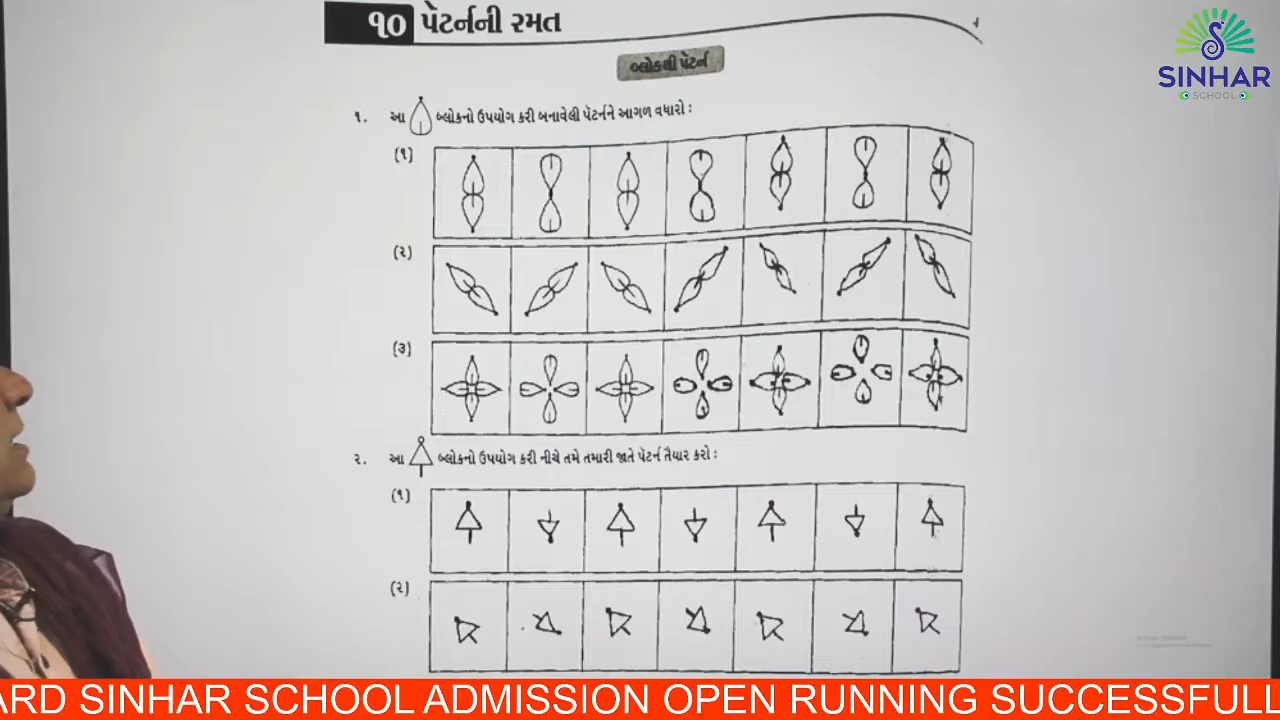 ૧૦ પેટર્નની રમત
બ્લોકથી પેટર્ન
SINHAR
SCHOOL
૧. આ બ્લોકનો ઉપયોગ કરી બનાવેલી પૅટર્નને આગળ વધારો :
(૧)
(૨)
(૩)
૨. આ બ્લોકનો ઉપયોગ કરી નીચે તમે તમારી જાતે પૅટર્ન તૈયાર કરો :
(૧)
(૨)
ARD SINHAR SCHOOL ADMISSION OPEN RUNNING SUCCESSFULL